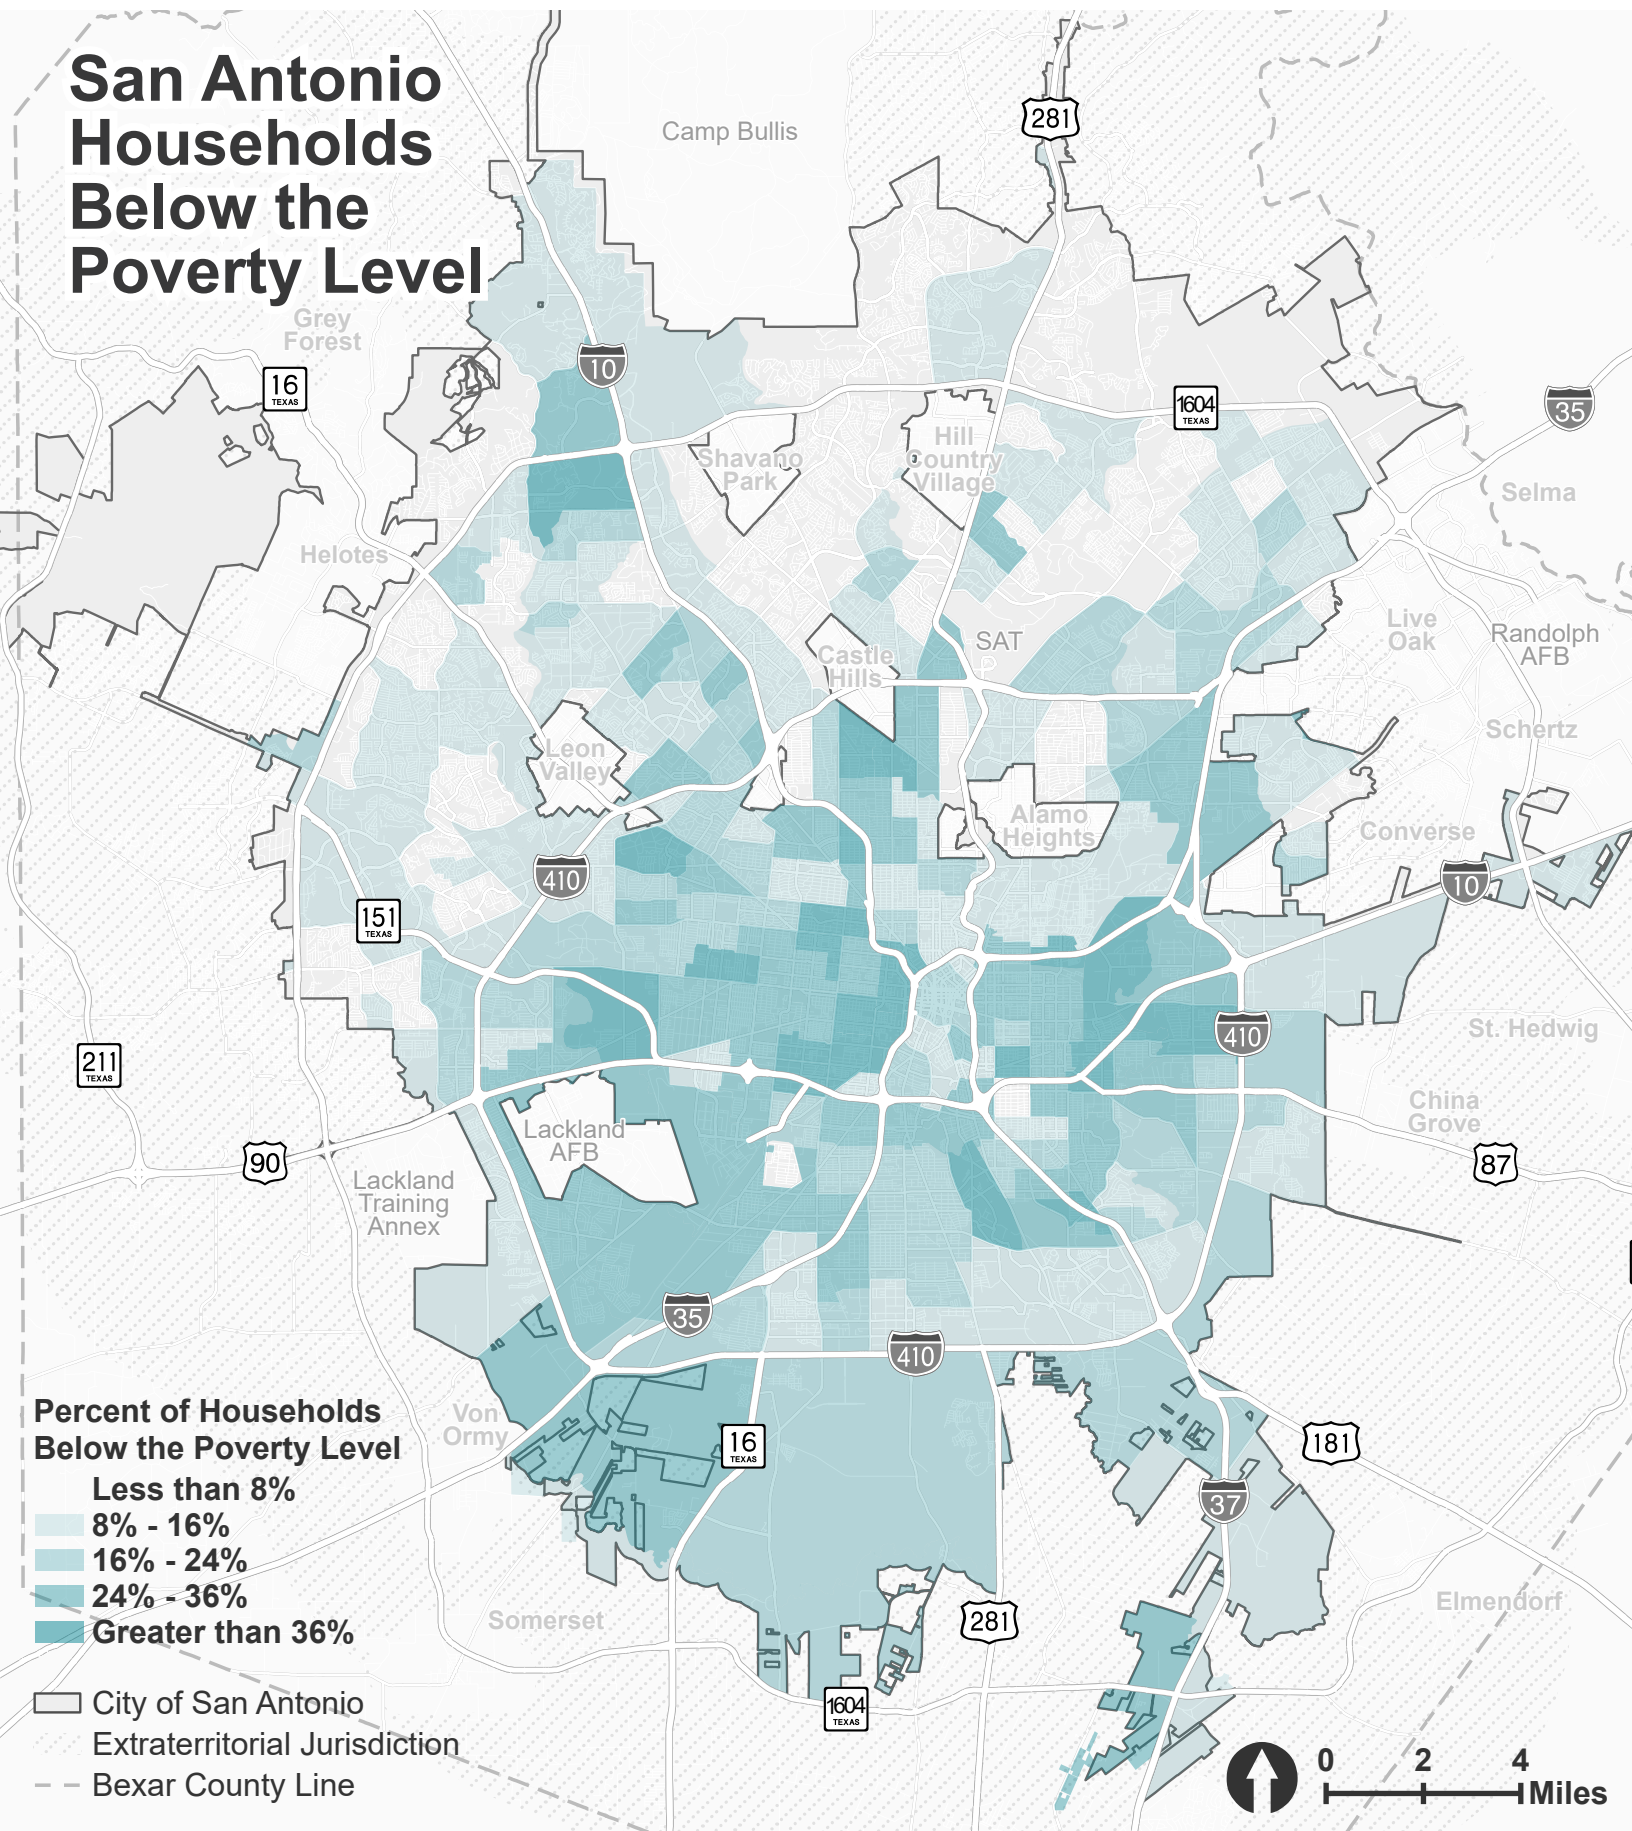 San Antonio
Households
Below the
Poverty Level
Camp Bullis
281
Grey
Forest
10
16
TEXAS
1604
TEXAS
35
Shavano
Park
Hill
Country
Village
Selma
Helotes
Live
Oak
Randolph
AFB
SAT
Castle
Hills
Schertz
Leon
Valley
Alamo
Heights
Converse
410
10
151
TEXAS
410
St. Hedwig
211
TEXAS
China
Grove
Lackland
AFB
90
87
Lackland
Training
Annex
35
410
Von
Ormy
16
TEXAS
181
37
Percent of Households
Below the Poverty Level
Less than 8%
8% - 16%
16% - 24%
24% - 36%
Greater than 36%
Somerset
281
Elmendorf
1604
TEXAS
City of San Antonio
Extraterritorial Jurisdiction
Bexar County Line
0 2 4
Miles